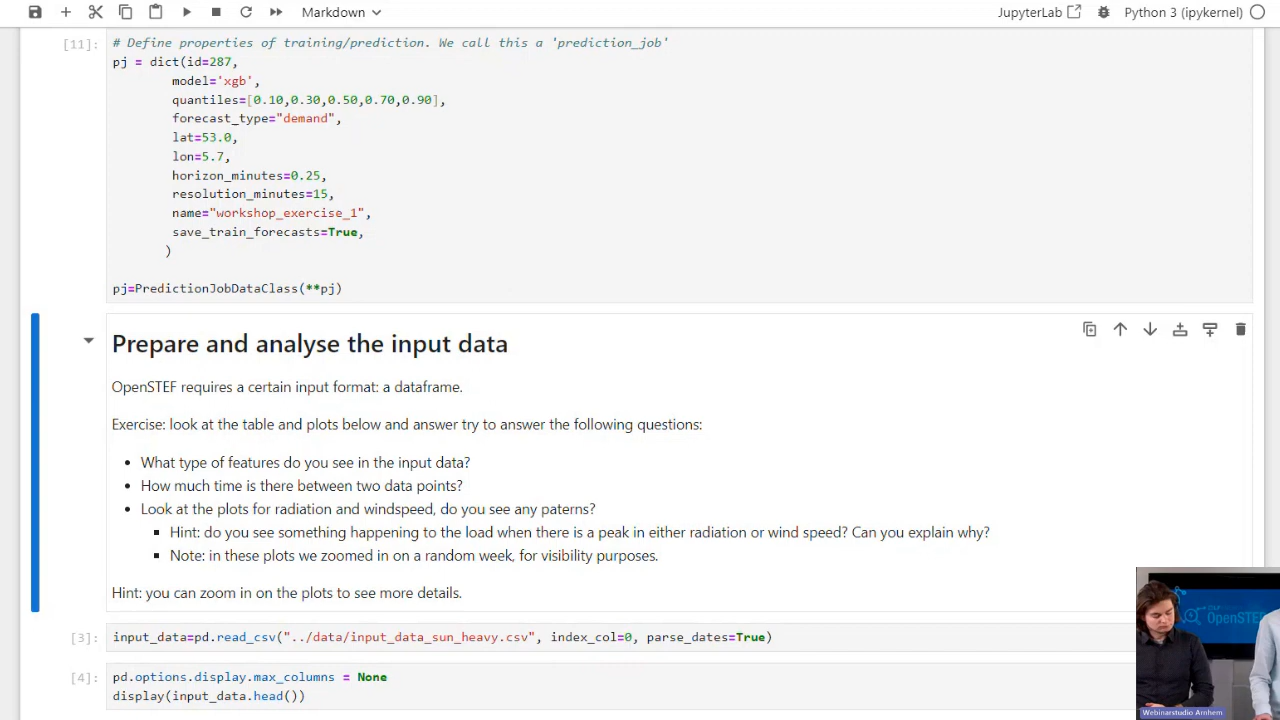 Markdown
JupyterLab
Python 3 (ipykernel)
[11]:
# Define properties of training/prediction. We call this a 'prediction_job'
pj = dict(id=287,
model='xgb',
quantiles=[0.10,0.30,0.50,0.70,0.90],
forecast_type="demand",
lat=53.0,
lon=5.7,
horizon_minutes=0.25,
resolution_minutes=15,
name="workshop_exercise_1",
save_train_forecasts=True,
)
pj=PredictionJobDataClass(**pj)
Prepare and analyse the input data
OpenSTEF requires a certain input format: a dataframe.
Exercise: look at the table and plots below and answer try to answer the following questions:
• What type of features do you see in the input data?
• How much time is there between two data points?
• Look at the plots for radiation and windspeed, do you see any paterns?
▪ Hint: do you see something happening to the load when there is a peak in either radiation or wind speed? Can you explain why?
▪ Note: in these plots we zoomed in on a random week, for visibility purposes.
Hint: you can zoom in on the plots to see more details.
[3]:
input_data=pd.read_csv("../data/input_data_sun_heavy.csv", index_col=0, parse_dates=True)
[4]:
pd.options.display.max_columns = None
display(input_data.head())
OpenSTEF
Webinarstudio Arnhem